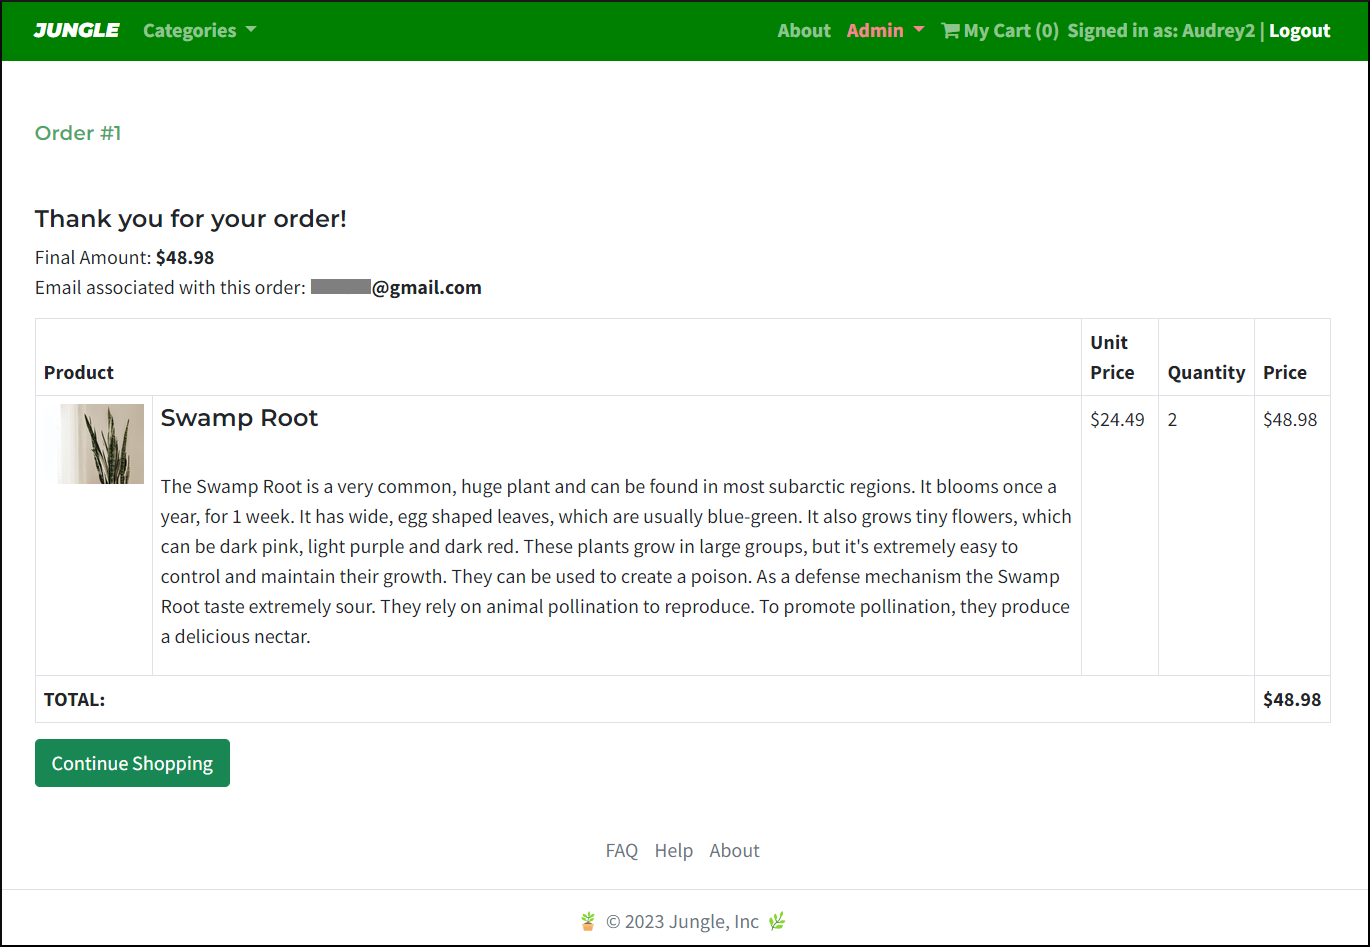 JUNGLE Categories About Admin My Cart (0) Signed in as: Audrey2 | Logout
Order #1
Thank you for your order!
Final Amount: $48.98
Email associated with this order: @gmail.com
Product Unit Price Quantity Price
Swamp Root $24.49 2 $48.98
The Swamp Root is a very common, huge plant and can be found in most subarctic regions. It blooms once a
year, for 1 week. It has wide, egg shaped leaves, which are usually blue-green. It also grows tiny flowers, which
can be dark pink, light purple and dark red. These plants grow in large groups, but it's extremely easy to
control and maintain their growth. They can be used to create a poison. As a defense mechanism the Swamp
Root taste extremely sour. They rely on animal pollination to reproduce. To promote pollination, they produce
a delicious nectar.
TOTAL: $48.98
Continue Shopping
FAQ Help About
© 2023 Jungle, Inc